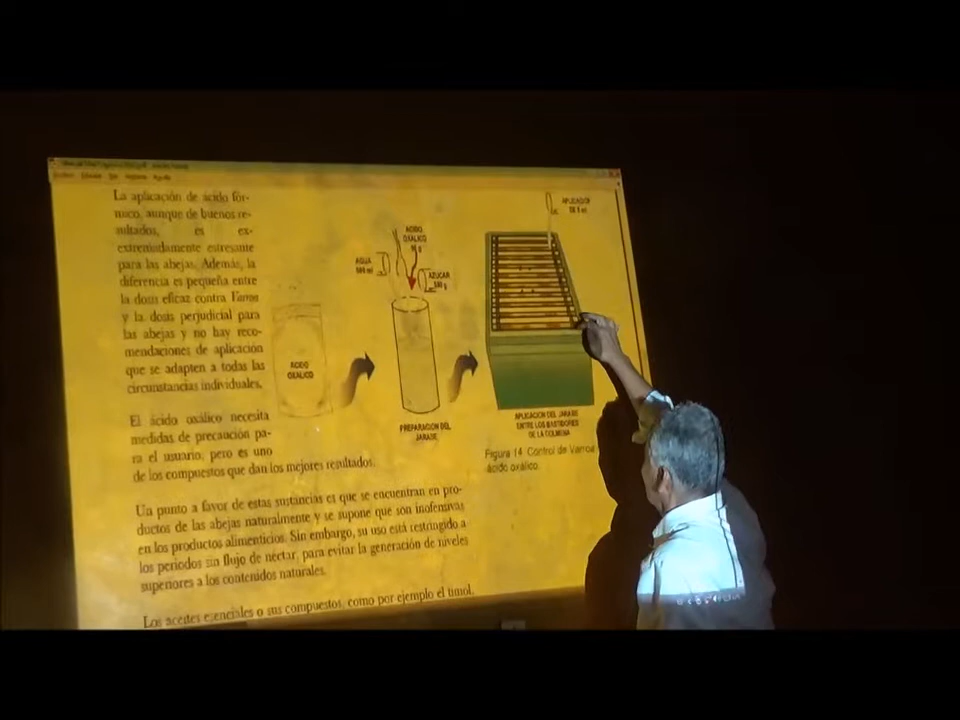 La aplicación de ácido fór-
mico, aunque de buenos re-
sultados, es ex-
extremadamente estresante
para las abejas. Además, la
diferencia es pequeña entre
la dosis eficaz contra Varroa
y la dosis perjudicial para
las abejas y no hay reco-
mendaciones de aplicación
que se adapten a todas las
circunstancias individuales.
El ácido oxálico necesita
medidas de precaución pa-
ra el usuario, pero es uno
de los compuestos que dan los mejores resultados.
Un punto a favor de estas sustancias es que se encuentran en pro-
ductos de las abejas naturalmente y se supone que son inofensivas
en los productos alimenticios. Sin embargo, su uso está restringido a
los periodos sin flujo de nectar, para evitar la generación de niveles
superiores a los contenidos naturales.
Los aceites esenciales o sus compuestos, como por ejemplo el timol,
ACIDO
OXÁLICO
AGUA
ACIDO
OXÁLICO
AZUCAR
PREPARACION DEL
JARABE
APLICADOR
APLICACIÓN DEL JARABE
ENTRE LOS BASTIDORES
DE LA COLMENA
Figura 14 Control de Varroa
ácido oxálico.